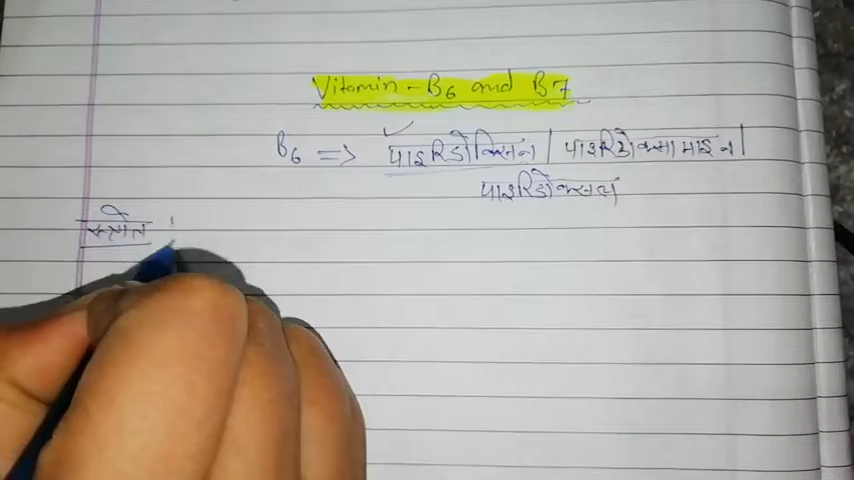 Vitamin - B6 and B7
B6 => पाइरिडोक्सिन / पाइरिडोक्सामाइन /
पाइरिडोक्सल
स्त्रोत